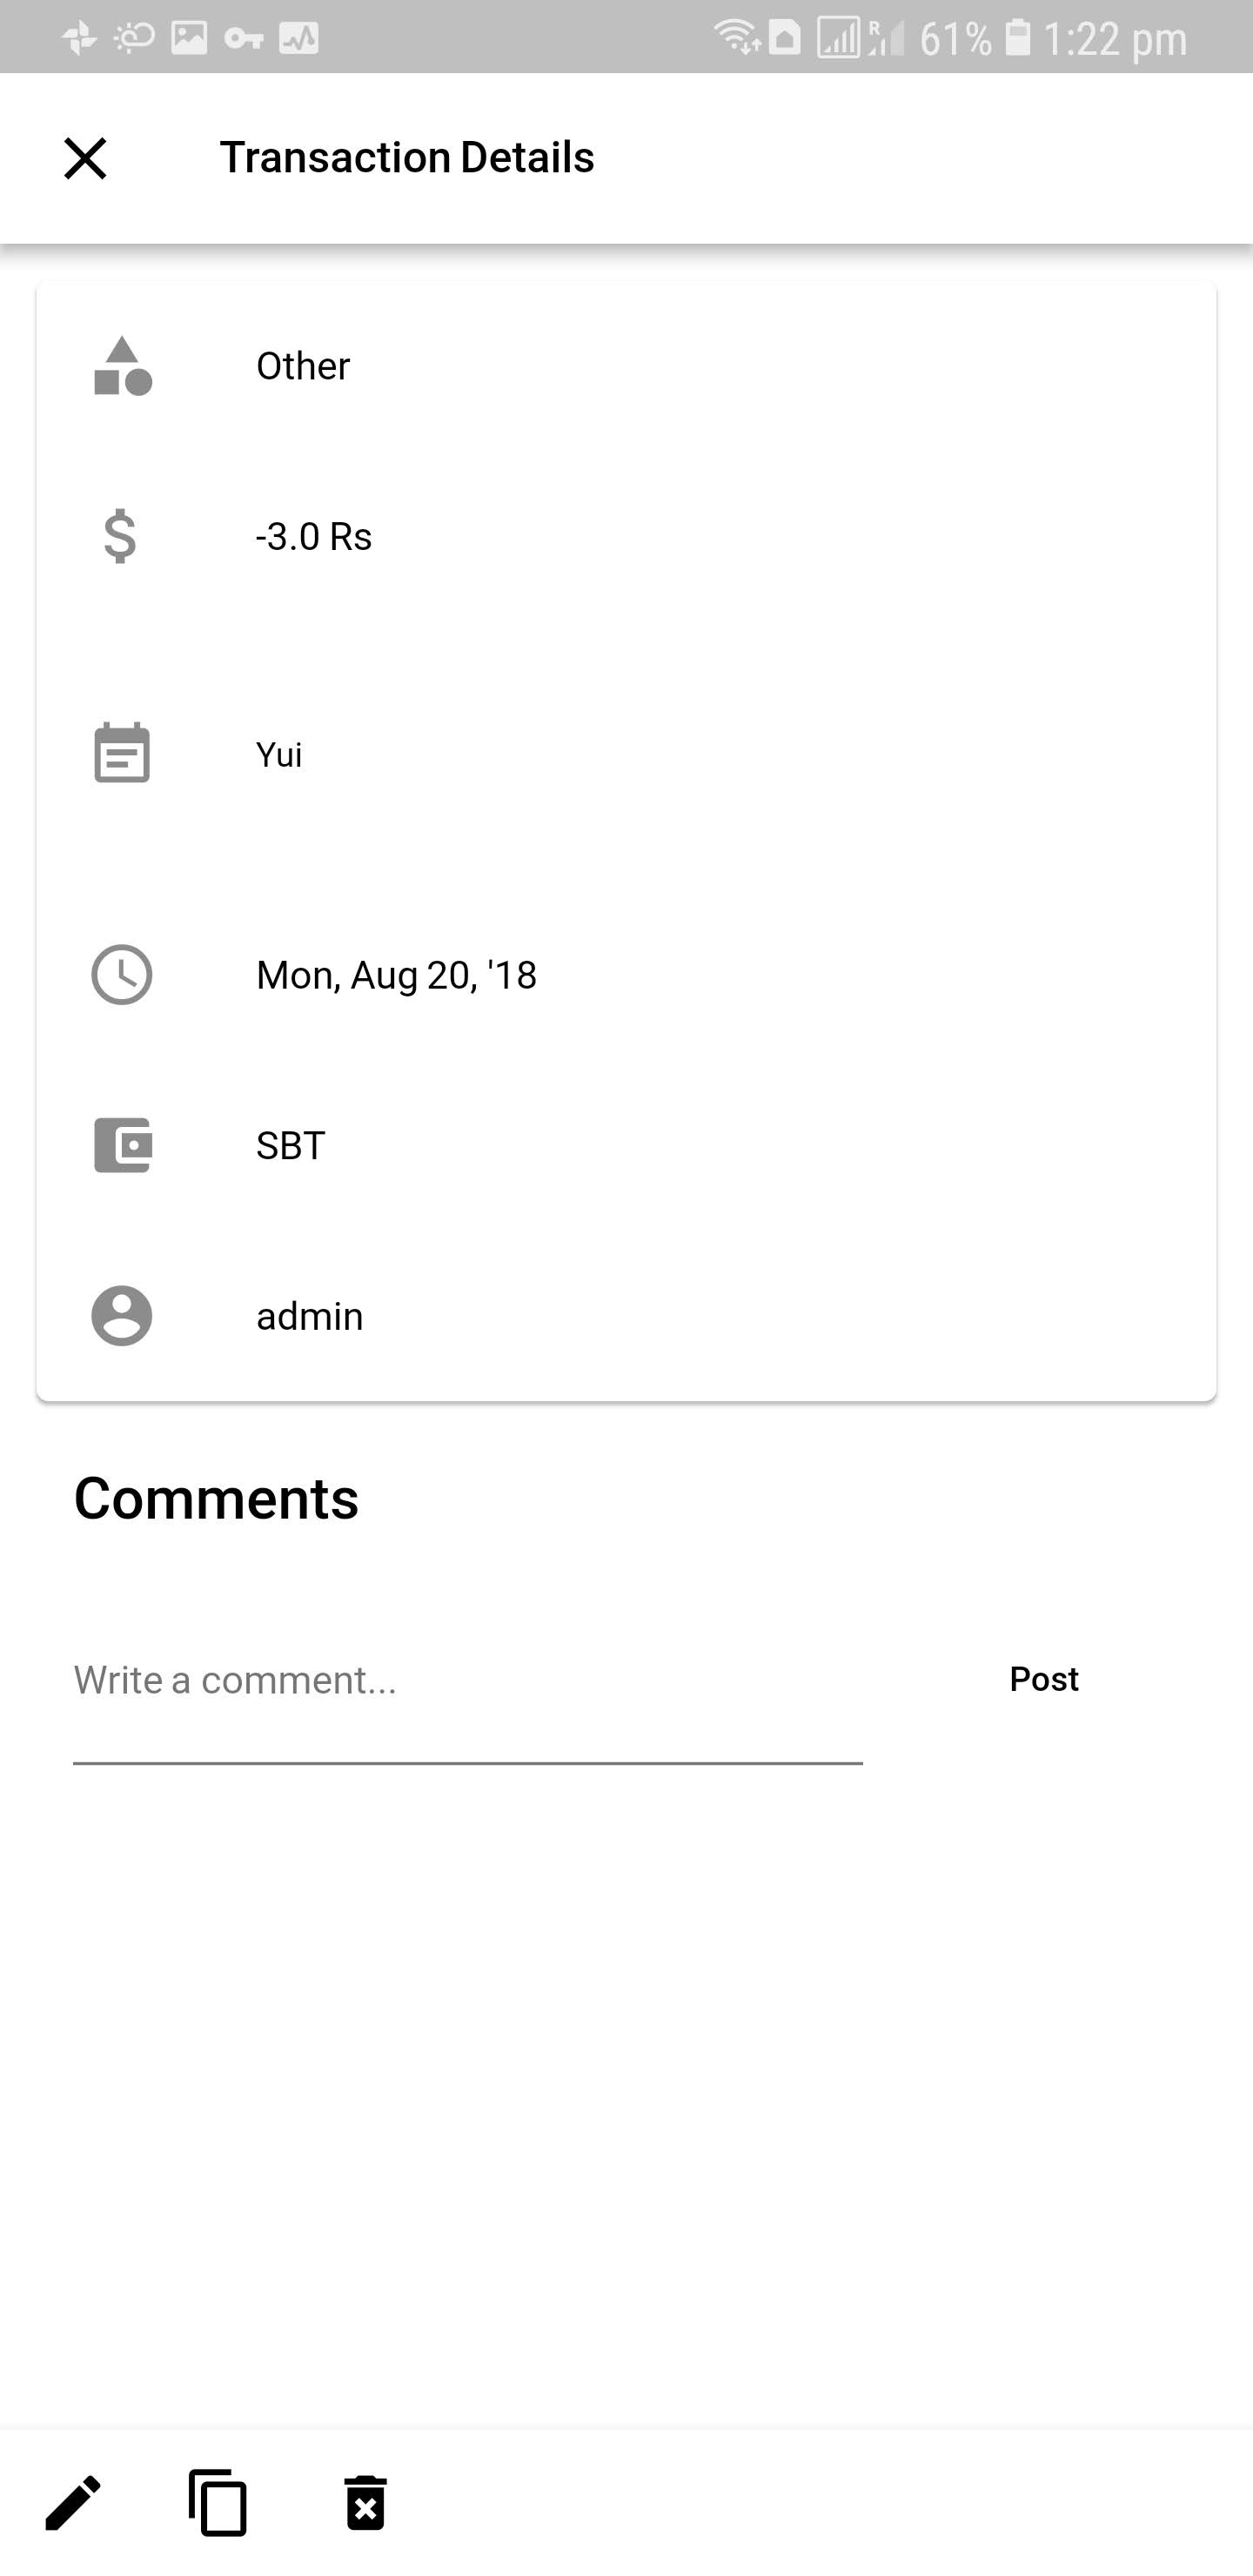 61% 1:22 pm
Transaction Details
Other
-3.0 Rs
Yui
Mon, Aug 20, '18
SBT
admin
Comments
Write a comment...
Post